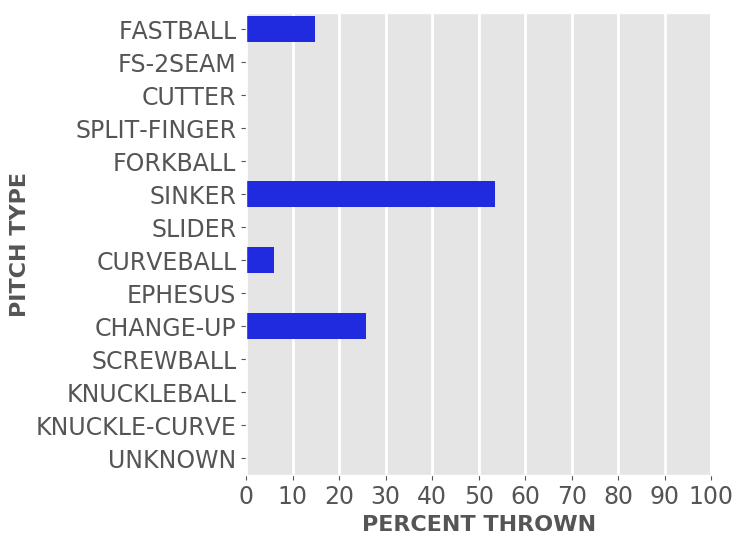 FASTBALL
FS-2SEAM
CUTTER
SPLIT-FINGER
FORKBALL
SINKER
SLIDER
CURVEBALL
EPHESUS
CHANGE-UP
SCREWBALL
KNUCKLEBALL
KNUCKLE-CURVE
UNKNOWN
PITCH TYPE
0 10 20 30 40 50 60 70 80 90 100
PERCENT THROWN